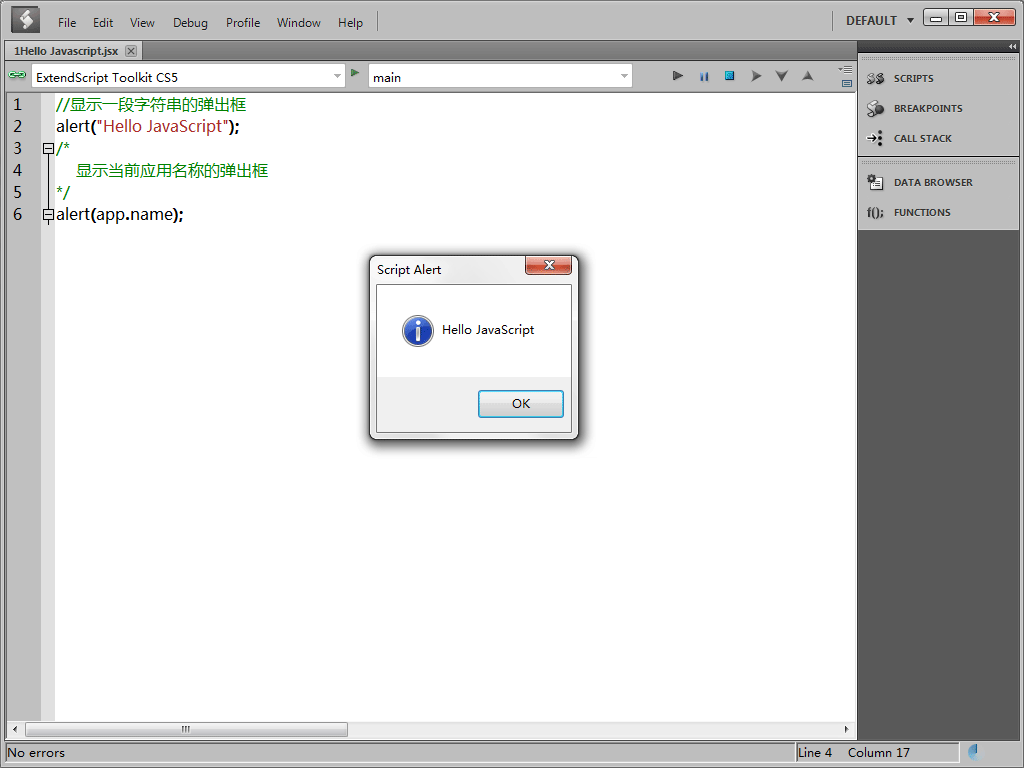 File Edit View Debug Profile Window Help DEFAULT
1Hello Javascript.jsx
ExtendScript Toolkit CS5 main
1 //显示一段字符串的弹出框
2 alert("Hello JavaScript");
3 /*
4 显示当前应用名称的弹出框
5 */
6 alert(app.name);
SCRIPTS
BREAKPOINTS
CALL STACK
DATA BROWSER
f(); FUNCTIONS
Script Alert
Hello JavaScript
OK
No errors Line 4 Column 17